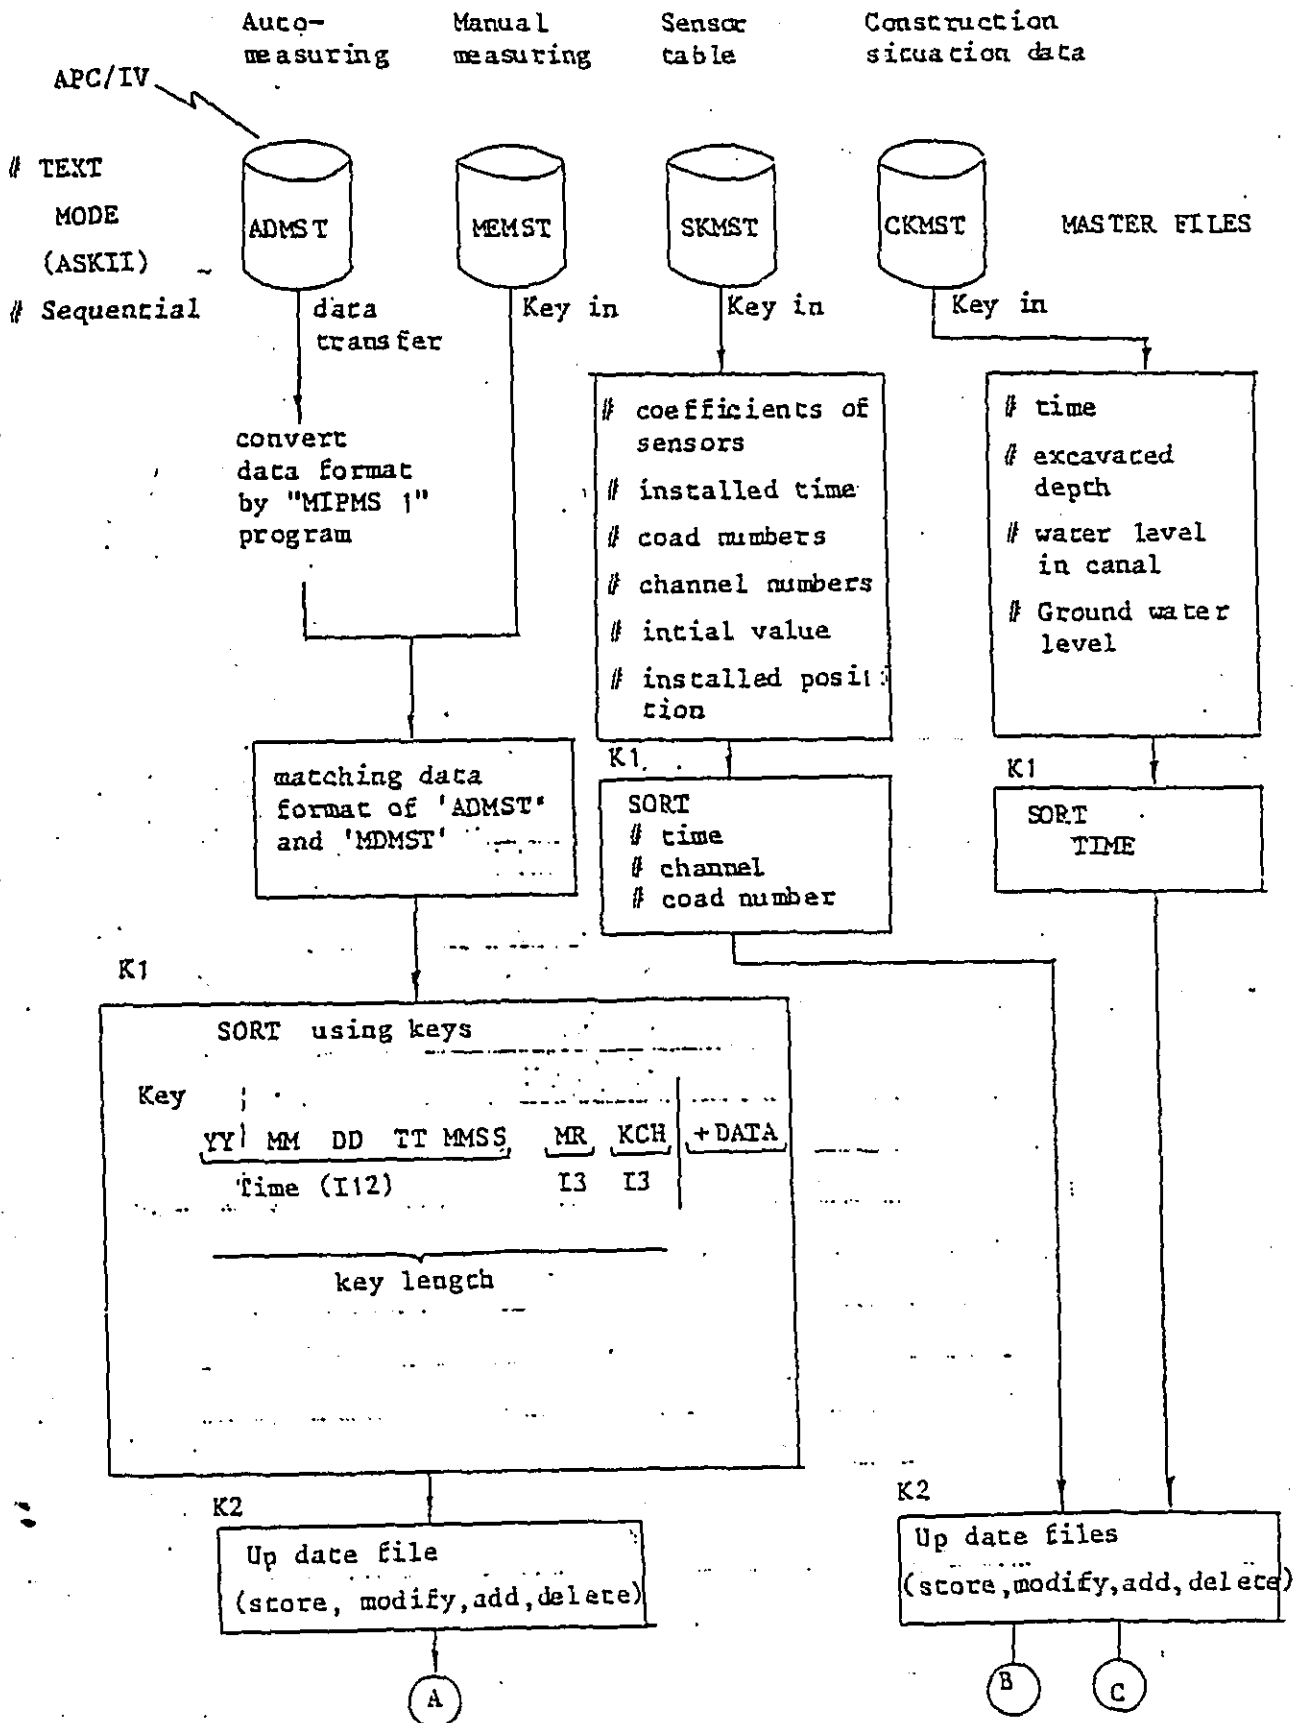 Auto-
measuring
Manual
measuring
Sensor
table
Construction
situation data
APC/IV
# TEXT
MODE
(ASKII)
# Sequential
ADMST
MEMST
SKMST
CKMST
MASTER FILES
data
transfer
Key in
Key in
Key in
convert
data format
by "MIPMS 1"
program
# coefficients of
sensors
# installed time
# coad numbers
# channel numbers
# intial value
# installed posit
tion
# time
# excavated
depth
# water level
in canal
# Ground water
level
matching data
format of 'ADMST'
and 'MDMST'
K1
SORT
# time
# channel
# coad number
K1
SORT
TIME
K1
SORT using keys
Key
YY MM DD TT MMSS MR KCH +DATA
Time (I12) I3 I3
key length
K2
Up date file
(store, modify,add,delete)
K2
Up date files
(store,modify,add,delete)
A
B
C